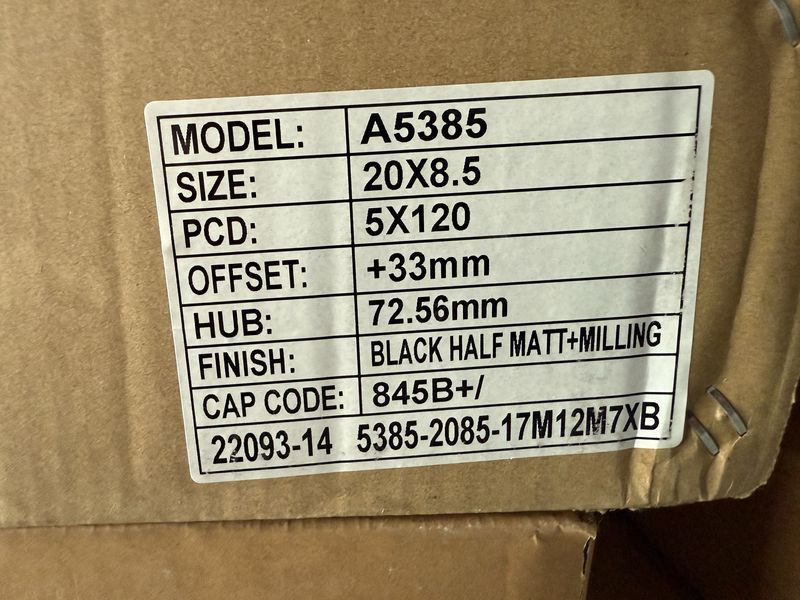 MODEL: A5385
SIZE: 20X8.5
PCD: 5X120
OFFSET: +33mm
HUB: 72.56mm
FINISH: BLACK HALF MATT+MILLING
CAP CODE: 845B+/
22093-14 5385-2085-17M12M7XB